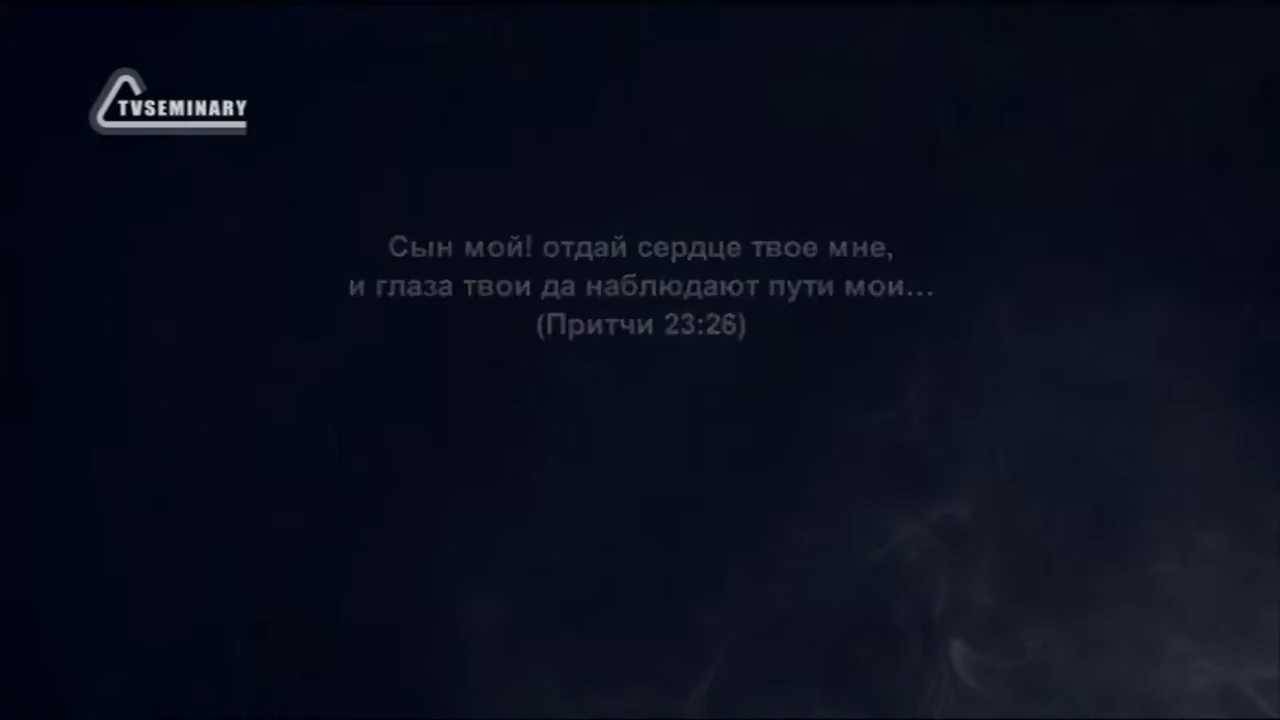 TVSEMINARY
Сын мой! отдай сердце твое мне,
и глаза твои да наблюдают пути мои...
(Притчи 23:26)